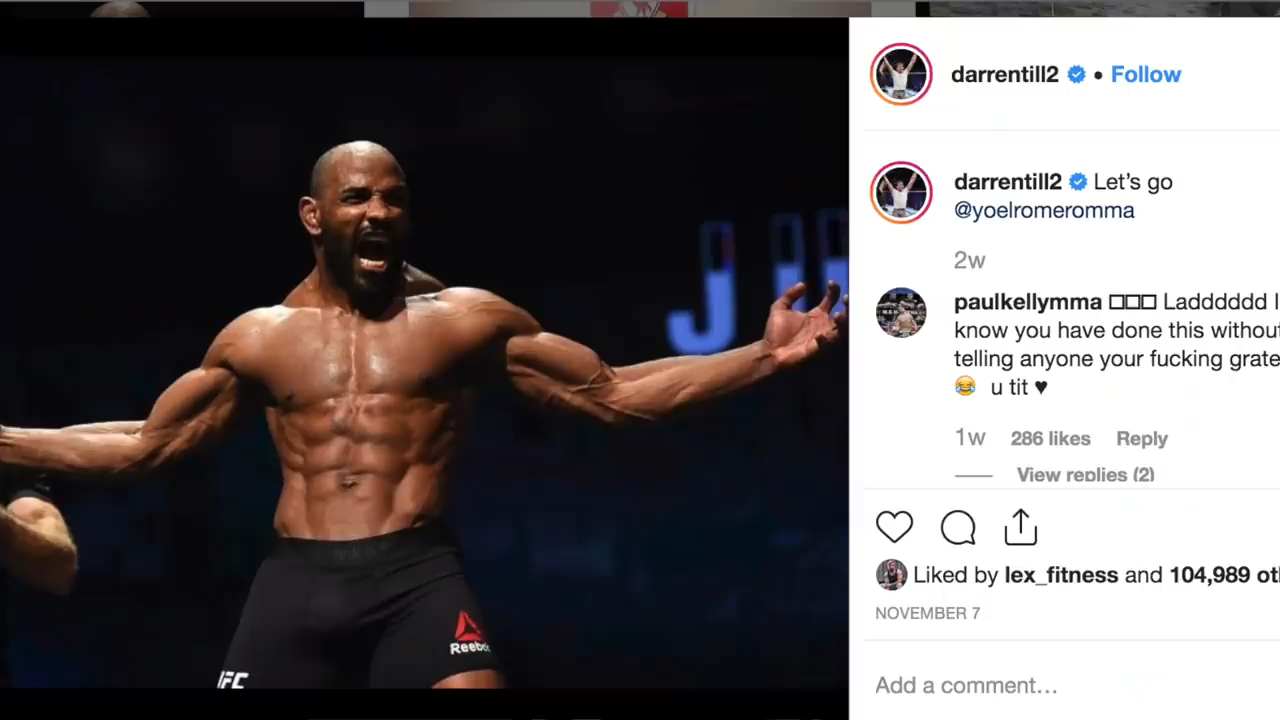 darrentill2 • Follow
darrentill2 Let's go
@yoelromeromma
2w
paulkellymma □□□ Ladddddd I
know you have done this without
telling anyone your fucking grate
😂 u tit ♥
1w 286 likes Reply
View replies (2)
Liked by lex_fitness and 104,989 ot
NOVEMBER 7
Add a comment…
J
Reebok
UFC